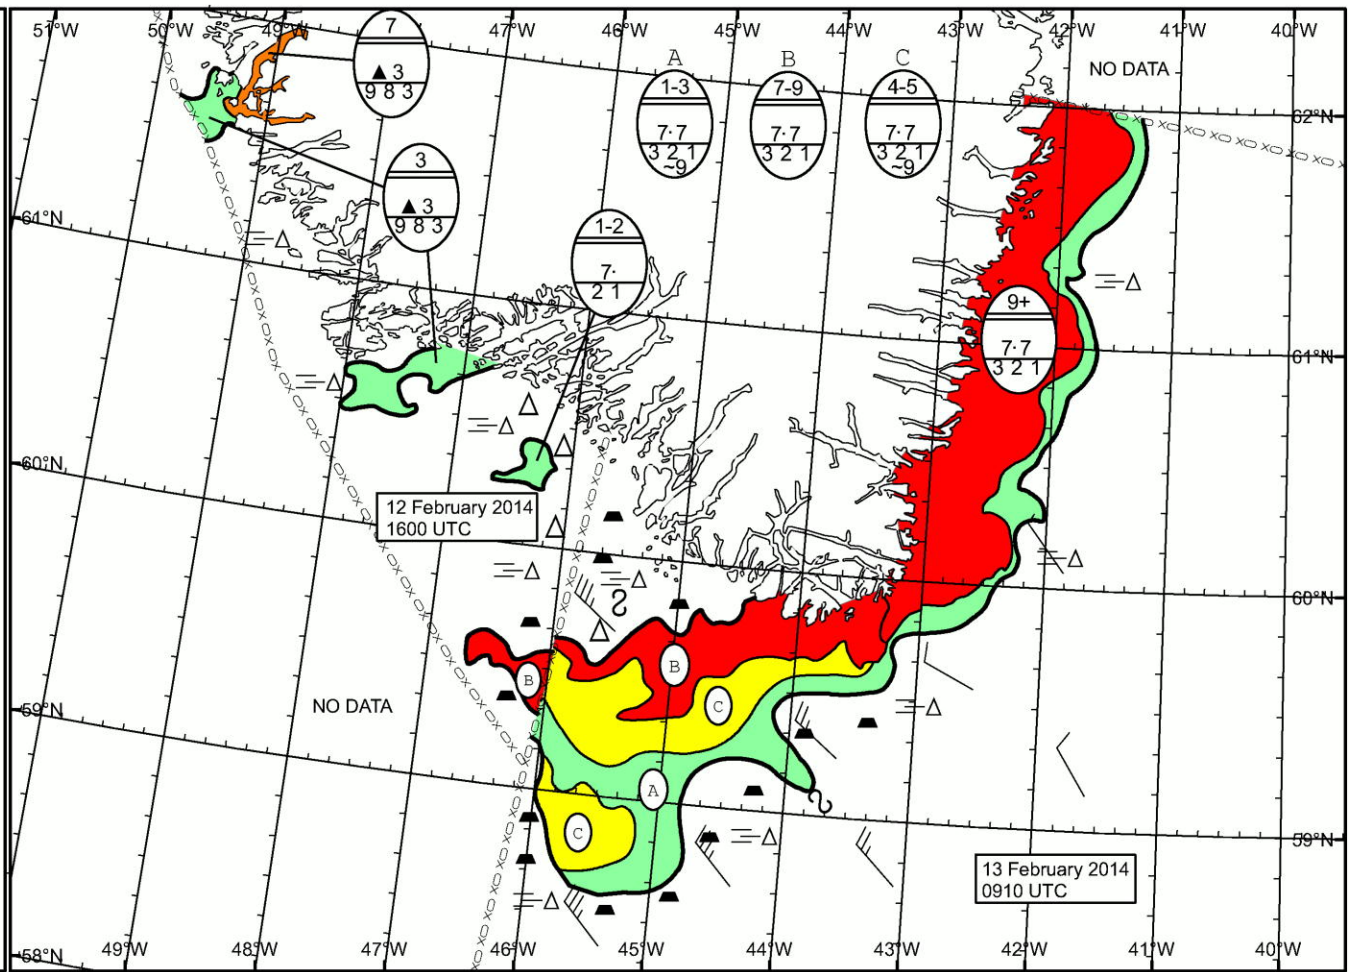 51°W 50°W 49°W 47°W 46°W 45°W 44°W 43°W 42°W 41°W 40°W
7
3
9 8 3
A
1-3
7·7
3 2 1
~9
B
7-9
7·7
3 2 1
C
4-5
7·7
3 2 1
~9
NO DATA
62°N
3
3
9 8 3
61°N
1-2
7·
2 1
9+
7·7
3 2 1
61°N
60°N
12 February 2014
1600 UTC
60°N
B
B
C
NO DATA
59°N
A
C
59°N
13 February 2014
0910 UTC
58°N
49°W 48°W 47°W 46°W 45°W 44°W 43°W 42°W 41°W 40°W